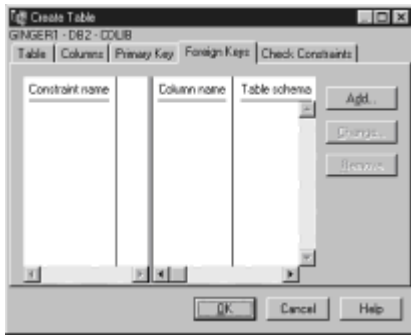 Create Table
GINGER1 - DB2 - COLIB
Table Columns Primary Key Foreign Keys Check Constraints
Constraint name Column name Table schema
Add...
Change...
Remove
OK Cancel Help